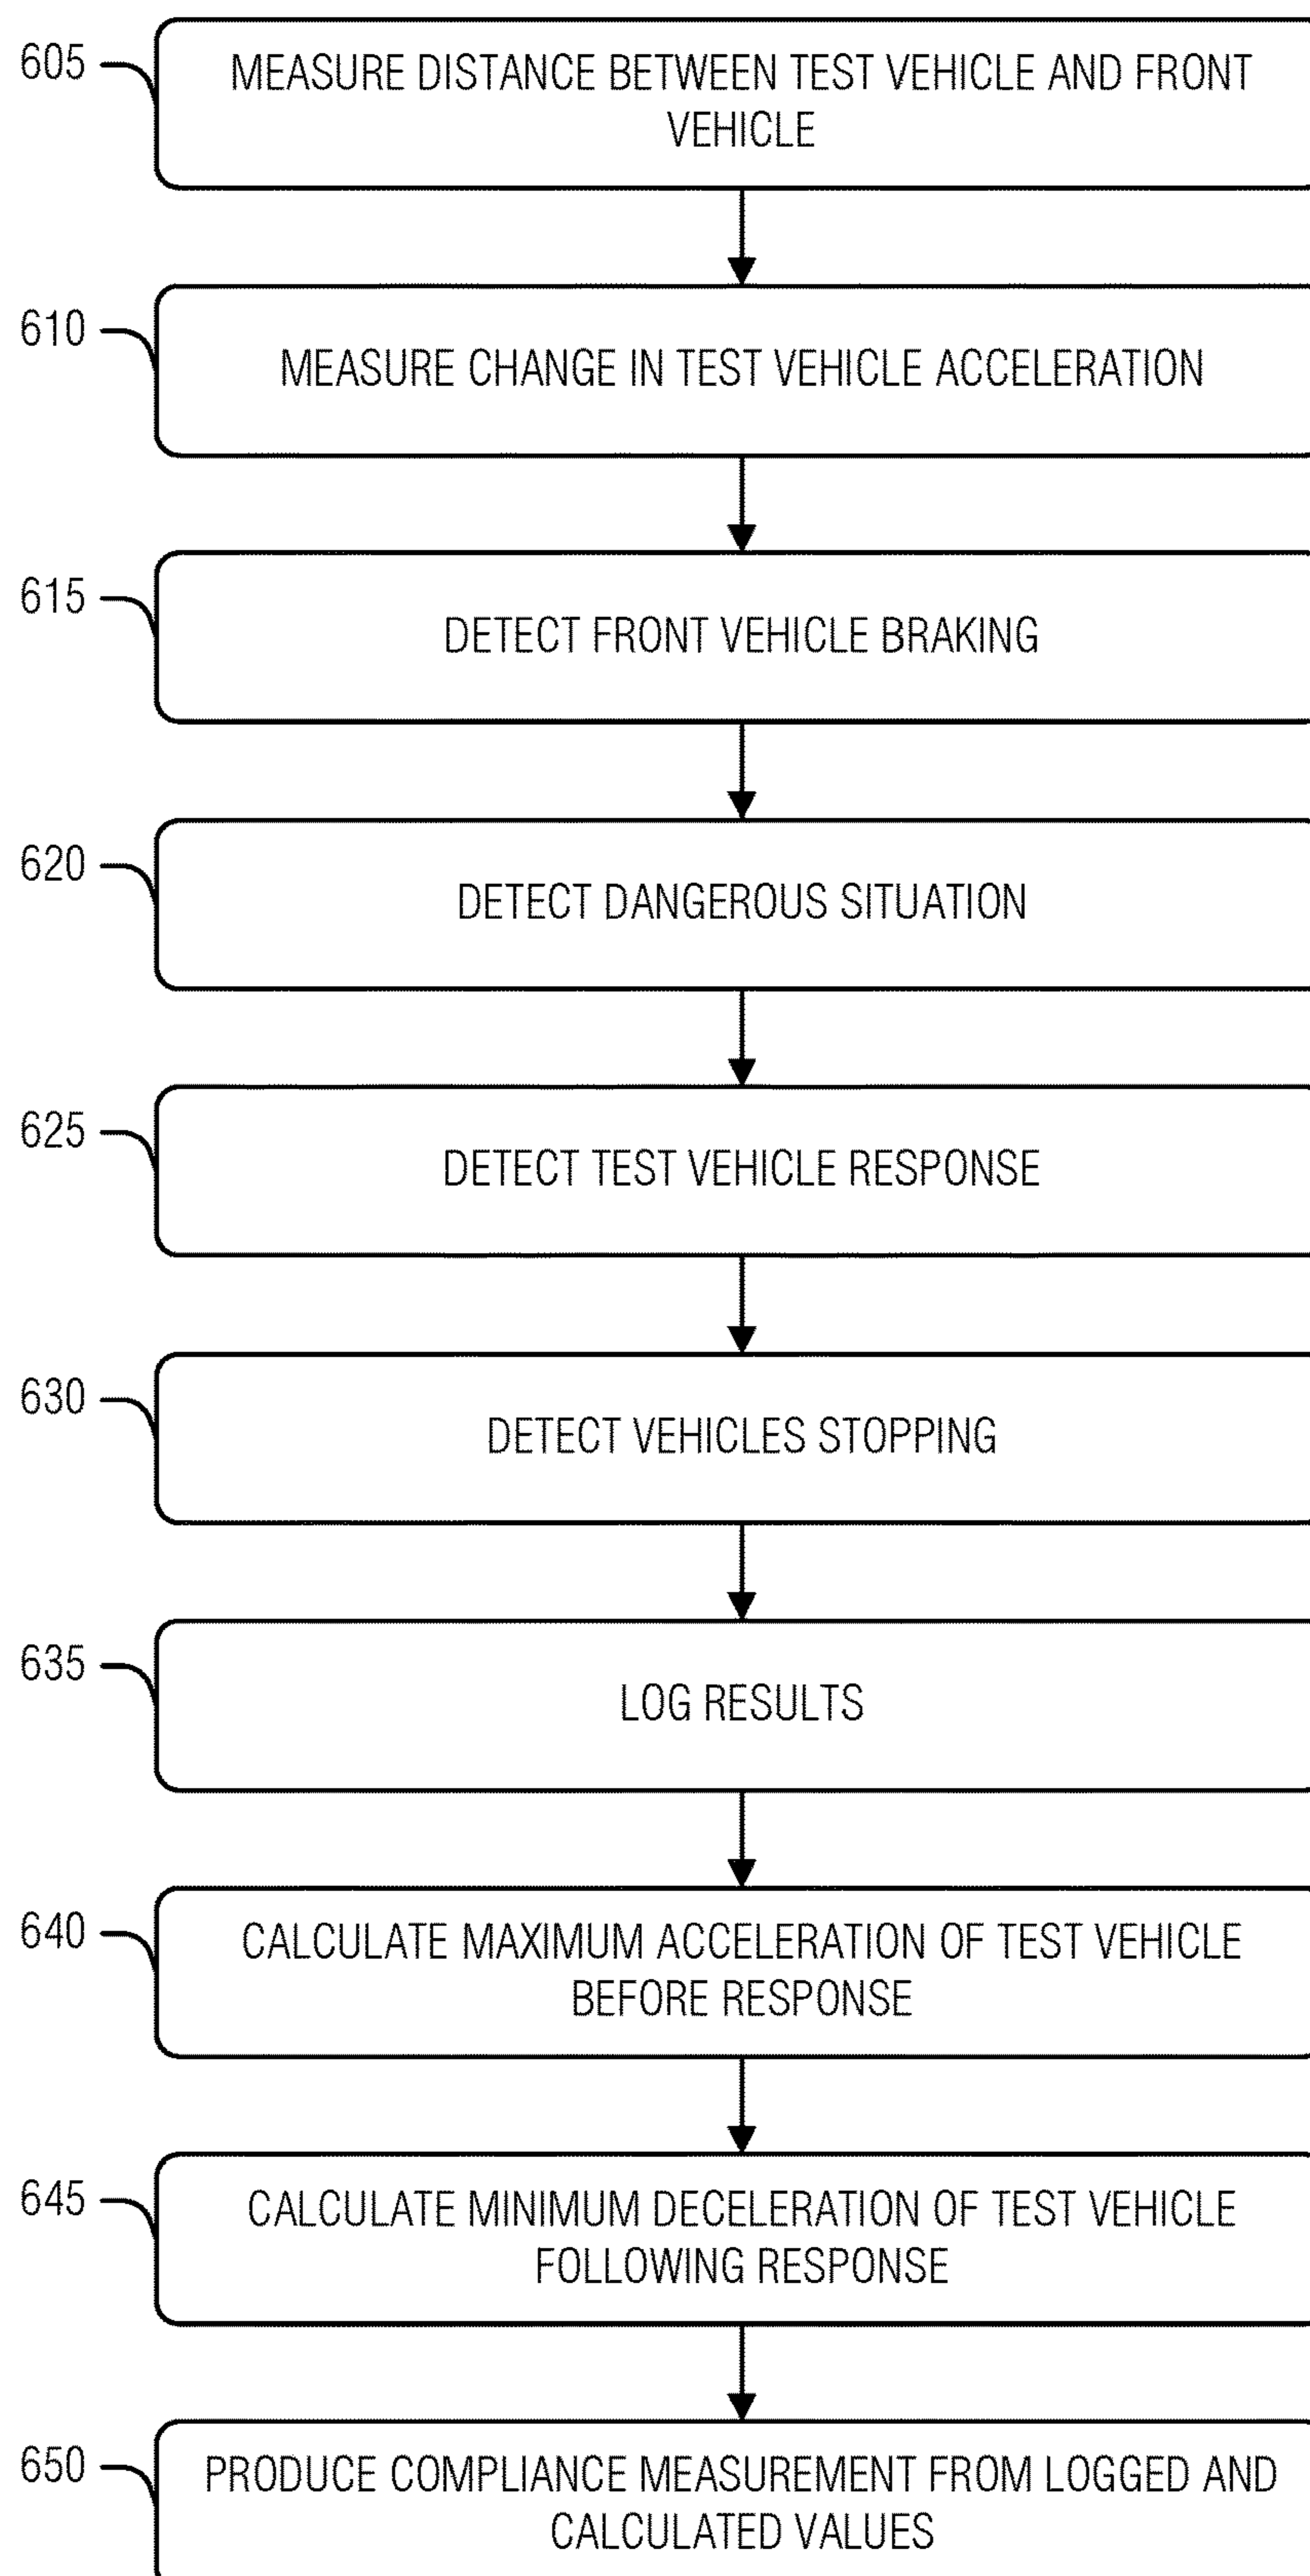 605
MEASURE DISTANCE BETWEEN TEST VEHICLE AND FRONT
VEHICLE
610
MEASURE CHANGE IN TEST VEHICLE ACCELERATION
615
DETECT FRONT VEHICLE BRAKING
620
DETECT DANGEROUS SITUATION
625
DETECT TEST VEHICLE RESPONSE
630
DETECT VEHICLES STOPPING
635
LOG RESULTS
640
CALCULATE MAXIMUM ACCELERATION OF TEST VEHICLE
BEFORE RESPONSE
645
CALCULATE MINIMUM DECELERATION OF TEST VEHICLE
FOLLOWING RESPONSE
650
PRODUCE COMPLIANCE MEASUREMENT FROM LOGGED AND
CALCULATED VALUES